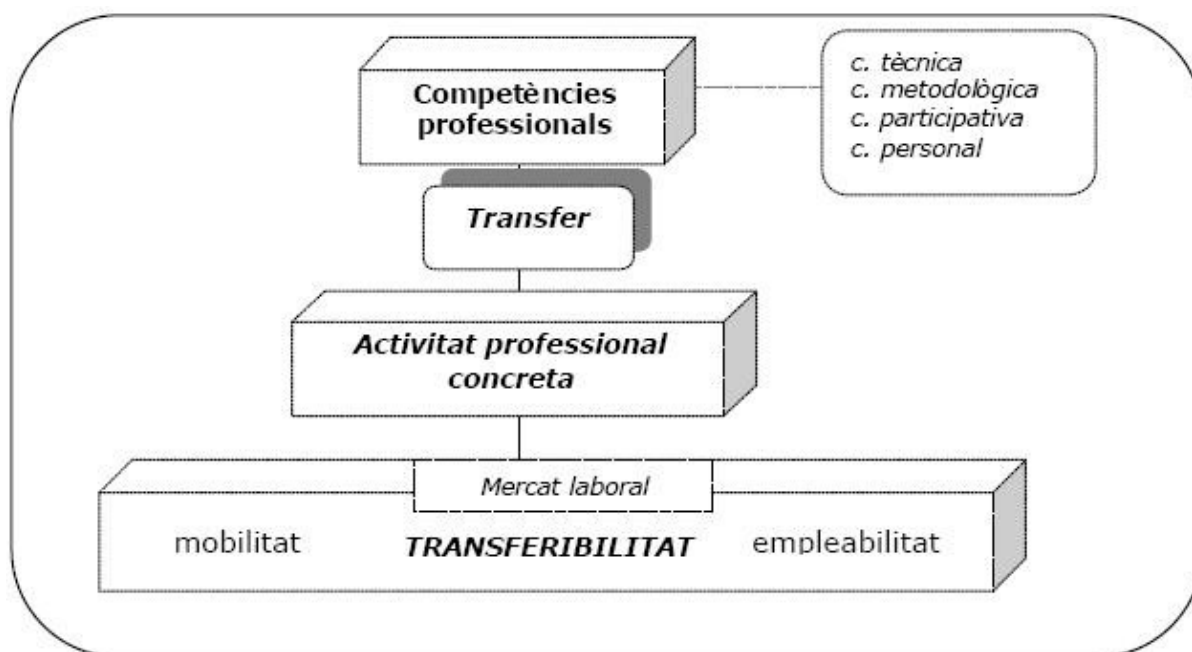 Competències
professionals
c. tècnica
c. metodològica
c. participativa
c. personal
Transfer
Activitat professional
concreta
Mercat laboral
mobilitat TRANSFERIBILITAT empleabilitat